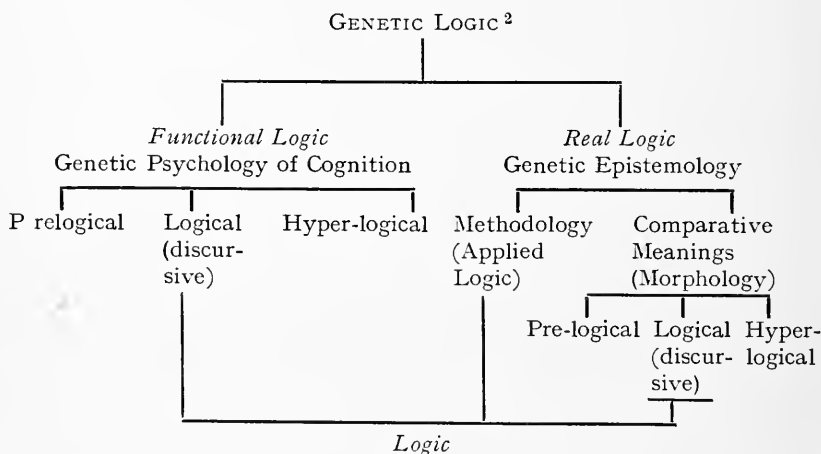 GENETIC LOGIC ²
Functional Logic
Genetic Psychology of Cognition
Real Logic
Genetic Epistemology
P relogical
Logical
(discur-
sive)
Hyper-logical
Methodology
(Applied
Logic)
Comparative
Meanings
(Morphology)
Pre-logical
Logical
(discur-
sive)
Hyper-
logical
Logic